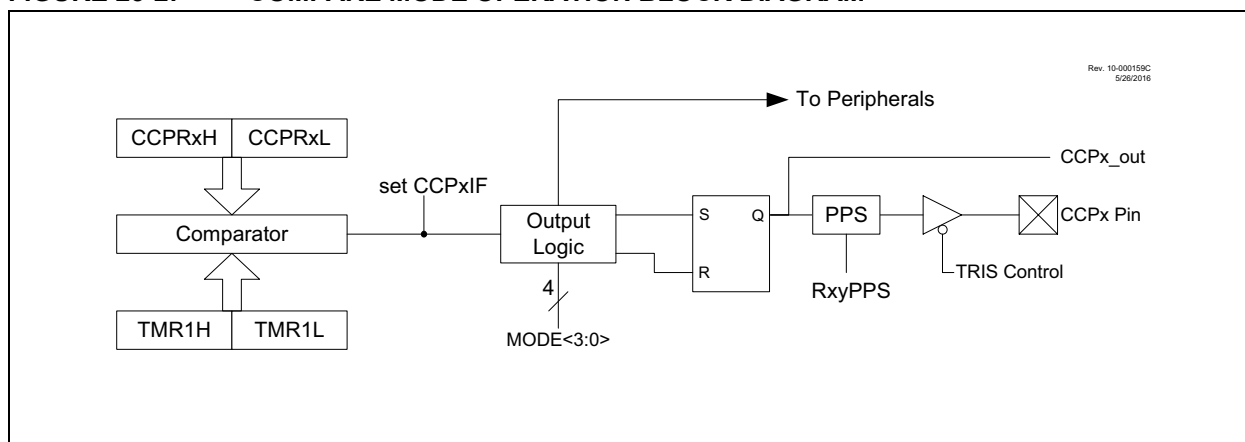 Rev. 10-000159C
5/26/2016
To Peripherals
CCPRxH CCPRxL
CCPx_out
set CCPxIF
Comparator
Output
Logic
S
Q
R
PPS
CCPx Pin
TRIS Control
RxyPPS
4
TMR1H TMR1L
MODE<3:0>